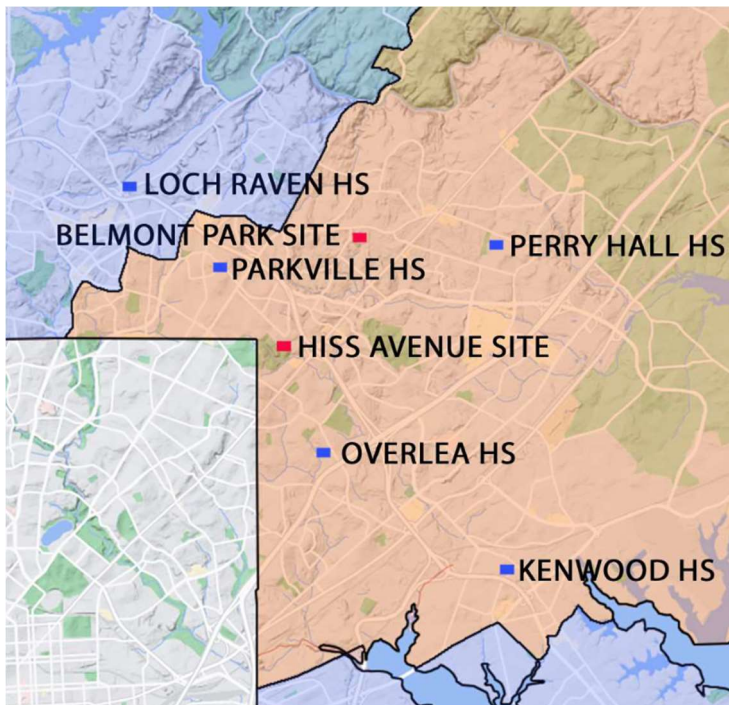 LOCH RAVEN HS
BELMONT PARK SITE
PERRY HALL HS
PARKVILLE HS
HISS AVENUE SITE
OVERLEA HS
KENWOOD HS